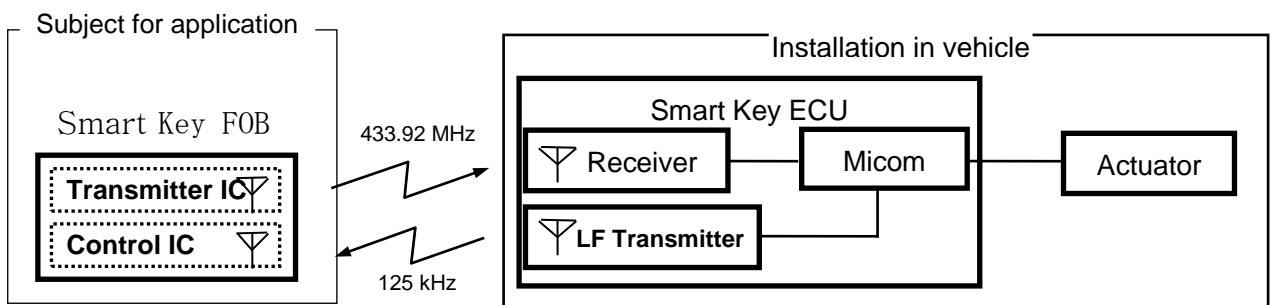 Subject for application
Installation in vehicle
Smart Key ECU
Smart Key FOB
433.92 MHz
Receiver
Micom
Actuator
Transmitter IC
Control IC
LF Transmitter
125 kHz